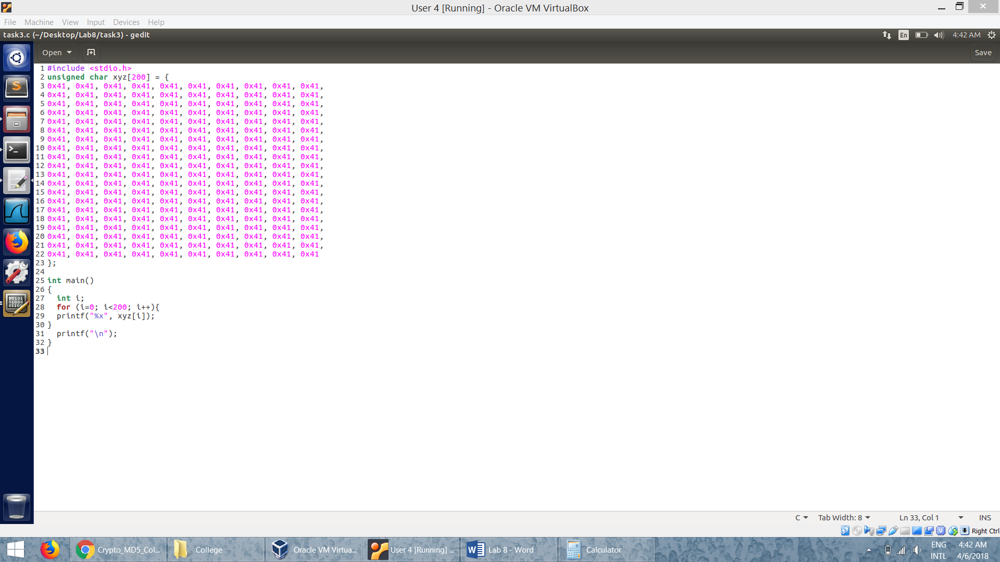 User 4 [Running] - Oracle VM VirtualBox
File Machine View Input Devices Help
task3.c (~/Desktop/Lab8/task3) - gedit
En 4:42 AM
Open Save
1 #include <stdio.h>
2 unsigned char xyz[200] = {
3 0x41, 0x41, 0x41, 0x41, 0x41, 0x41, 0x41, 0x41, 0x41, 0x41,
4 0x41, 0x41, 0x41, 0x41, 0x41, 0x41, 0x41, 0x41, 0x41, 0x41,
5 0x41, 0x41, 0x41, 0x41, 0x41, 0x41, 0x41, 0x41, 0x41, 0x41,
6 0x41, 0x41, 0x41, 0x41, 0x41, 0x41, 0x41, 0x41, 0x41, 0x41,
7 0x41, 0x41, 0x41, 0x41, 0x41, 0x41, 0x41, 0x41, 0x41, 0x41,
8 0x41, 0x41, 0x41, 0x41, 0x41, 0x41, 0x41, 0x41, 0x41, 0x41,
9 0x41, 0x41, 0x41, 0x41, 0x41, 0x41, 0x41, 0x41, 0x41, 0x41,
10 0x41, 0x41, 0x41, 0x41, 0x41, 0x41, 0x41, 0x41, 0x41, 0x41,
11 0x41, 0x41, 0x41, 0x41, 0x41, 0x41, 0x41, 0x41, 0x41, 0x41,
12 0x41, 0x41, 0x41, 0x41, 0x41, 0x41, 0x41, 0x41, 0x41, 0x41,
13 0x41, 0x41, 0x41, 0x41, 0x41, 0x41, 0x41, 0x41, 0x41, 0x41,
14 0x41, 0x41, 0x41, 0x41, 0x41, 0x41, 0x41, 0x41, 0x41, 0x41,
15 0x41, 0x41, 0x41, 0x41, 0x41, 0x41, 0x41, 0x41, 0x41, 0x41,
16 0x41, 0x41, 0x41, 0x41, 0x41, 0x41, 0x41, 0x41, 0x41, 0x41,
17 0x41, 0x41, 0x41, 0x41, 0x41, 0x41, 0x41, 0x41, 0x41, 0x41,
18 0x41, 0x41, 0x41, 0x41, 0x41, 0x41, 0x41, 0x41, 0x41, 0x41,
19 0x41, 0x41, 0x41, 0x41, 0x41, 0x41, 0x41, 0x41, 0x41, 0x41,
20 0x41, 0x41, 0x41, 0x41, 0x41, 0x41, 0x41, 0x41, 0x41, 0x41,
21 0x41, 0x41, 0x41, 0x41, 0x41, 0x41, 0x41, 0x41, 0x41, 0x41,
22 0x41, 0x41, 0x41, 0x41, 0x41, 0x41, 0x41, 0x41, 0x41, 0x41
23 };
24
25 int main()
26 {
27 int i;
28 for (i=0; i<200; i++){
29 printf("%x", xyz[i]);
30 }
31 printf("\n");
32 }
33
C Tab Width: 8 Ln 33, Col 1 INS
Right Ctrl
Crypto_MD5_Col... College Oracle VM Virtua... User 4 [Running] ... Lab 8 - Word Calculator
ENG 4:42 AM
INTL 4/6/2018